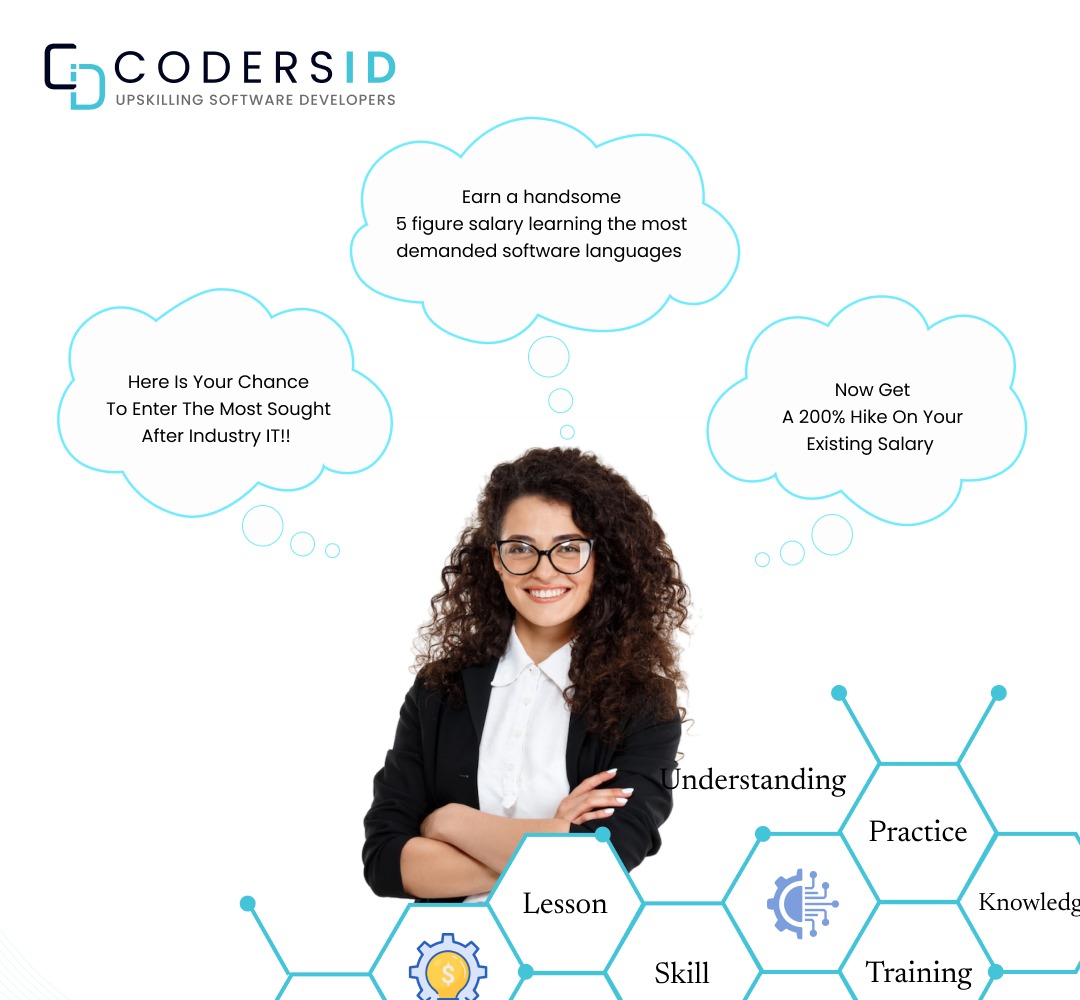 CODERSID
UPSKILLING SOFTWARE DEVELOPERS
Earn a handsome
5 figure salary learning the most
demanded software languages
Here Is Your Chance
To Enter The Most Sought
After Industry IT!!
Now Get
A 200% Hike On Your
Existing Salary
Understanding
Practice
Lesson
Knowledg
Skill
Training
$